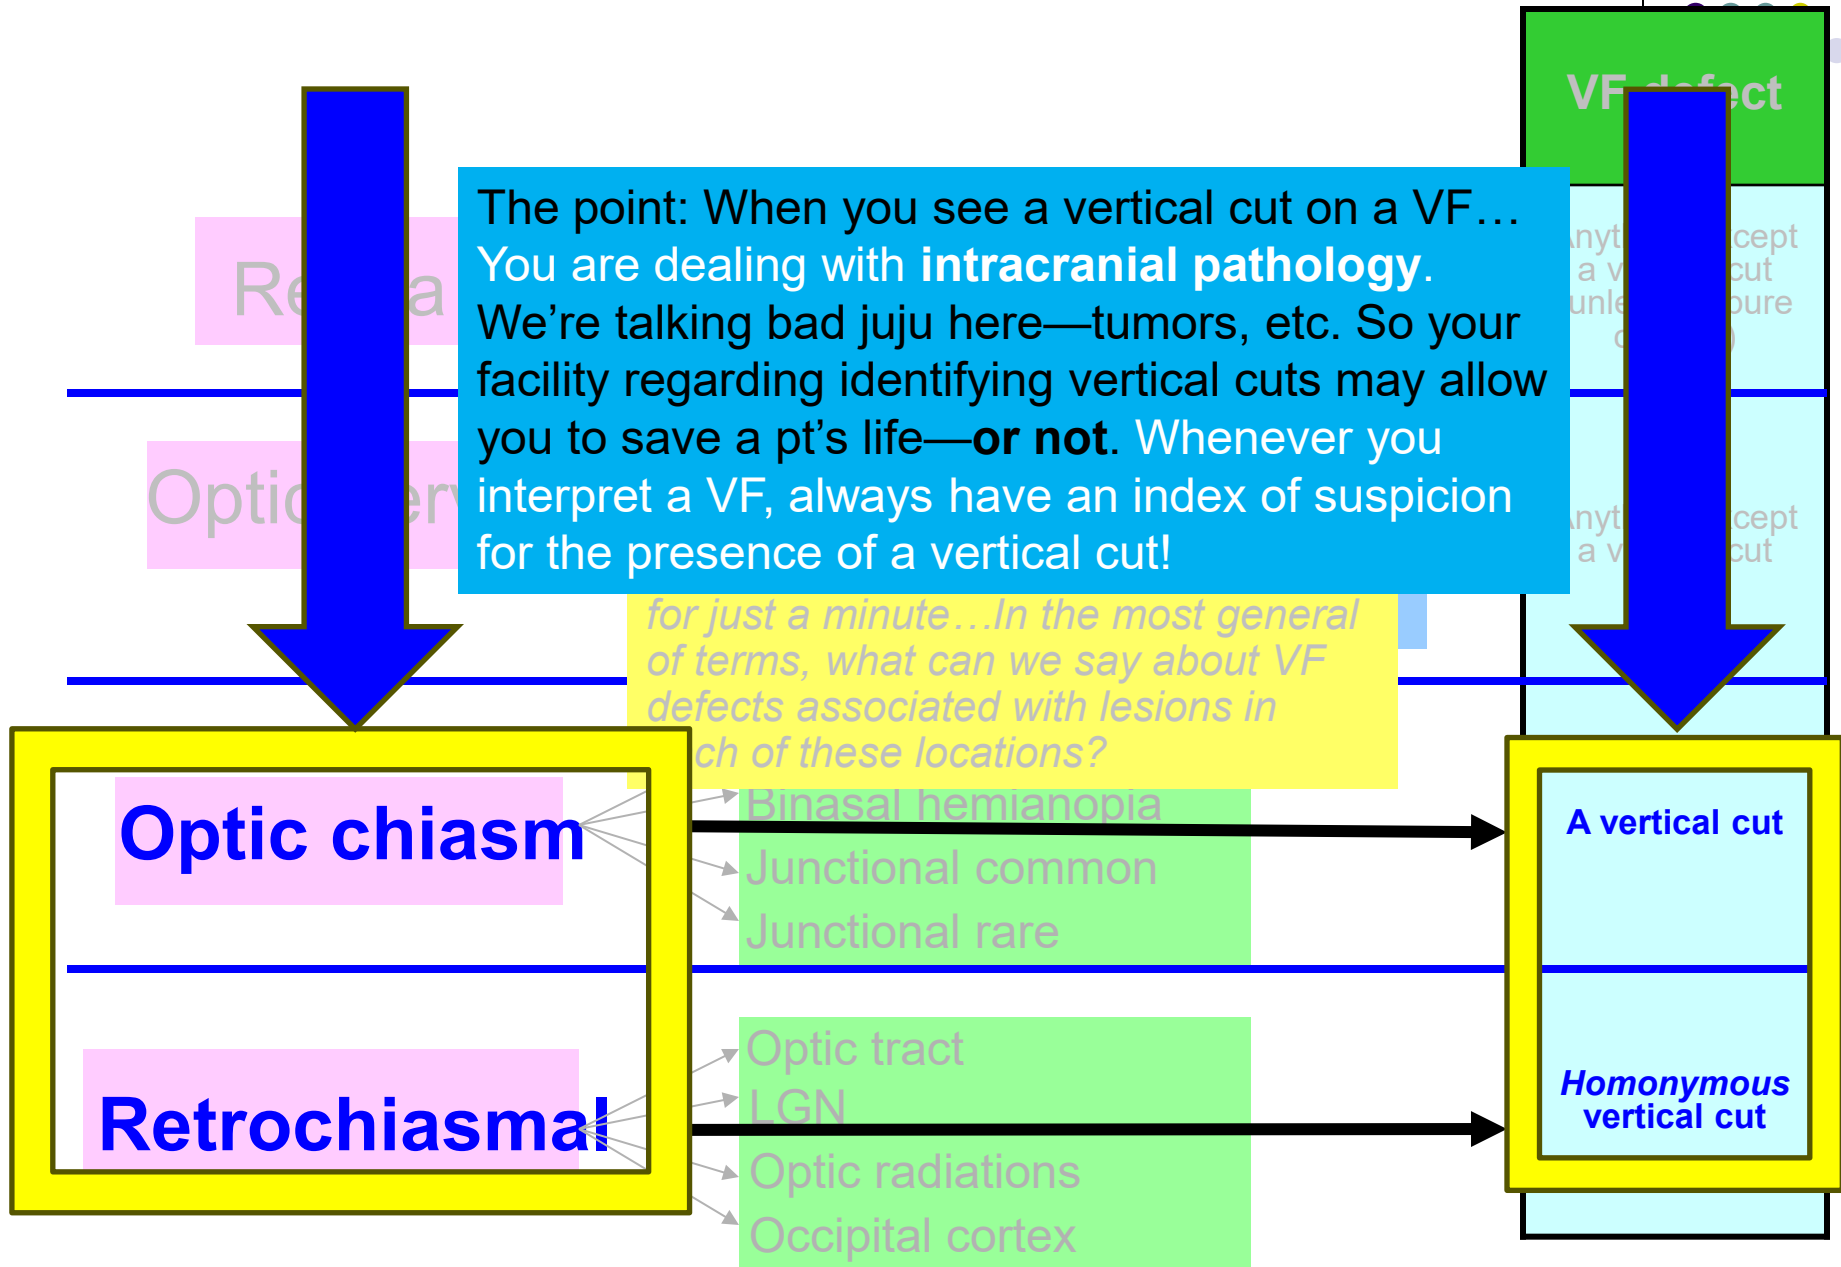 VF defect
The point: When you see a vertical cut on a VF…
You are dealing with intracranial pathology.
We’re talking bad juju here—tumors, etc. So your
facility regarding identifying vertical cuts may allow
you to save a pt’s life—or not. Whenever you
interpret a VF, always have an index of suspicion
for the presence of a vertical cut!
a cut
a cut
for just a minute…In the most general
of terms, what can we say about VF
defects associated with lesions in
of these locations?
Optic chiasm
Binasal hemianopia
Junctional common
Junctional rare
A vertical cut
Retrochiasmal
Optic tract
LGN
Optic radiations
Occipital cortex
Homonymous
vertical cut